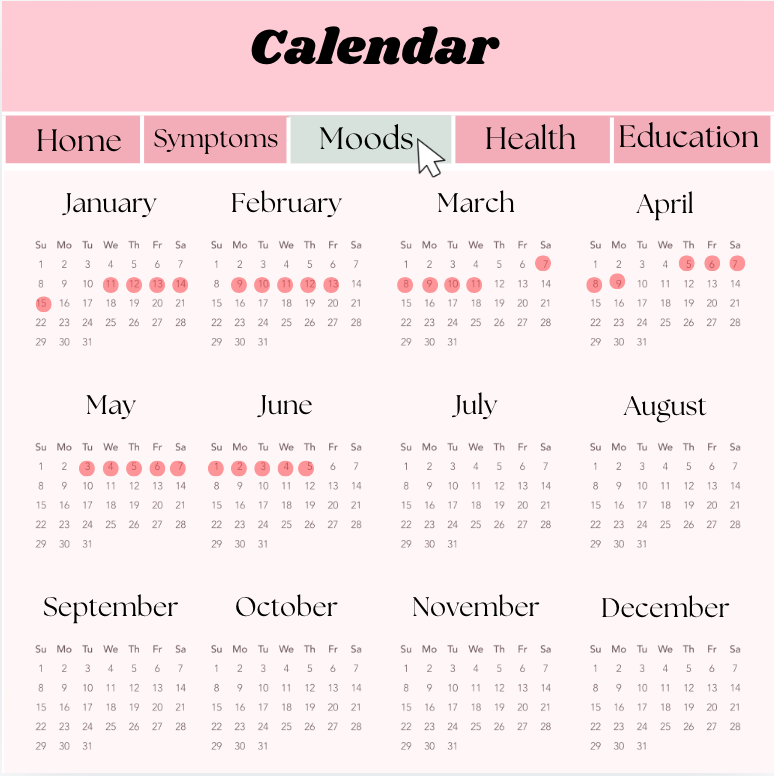 Calendar
Home Symptoms Moods Health Education
January February March April
Su Mo Tu We Th Fr Sa Su Mo Tu We Th Fr Sa Su Mo Tu We Th Fr Sa Su Mo Tu We Th Fr Sa
1 2 3 4 5 6 7 1 2 3 4 5 6 7 1 2 3 4 5 6 7 1 2 3 4 5 6 7
8 9 10 11 12 13 14 8 9 10 11 12 13 14 8 9 10 11 12 13 14 8 9 10 11 12 13 14
15 16 17 18 19 20 21 15 16 17 18 19 20 21 15 16 17 18 19 20 21 15 16 17 18 19 20 21
22 23 24 25 26 27 28 22 23 24 25 26 27 28 22 23 24 25 26 27 28 22 23 24 25 26 27 28
29 30 31 29 30 31 29 30 31 29 30 31
May June July August
Su Mo Tu We Th Fr Sa Su Mo Tu We Th Fr Sa Su Mo Tu We Th Fr Sa Su Mo Tu We Th Fr Sa
1 2 3 4 5 6 7 1 2 3 4 5 6 7 1 2 3 4 5 6 7 1 2 3 4 5 6 7
8 9 10 11 12 13 14 8 9 10 11 12 13 14 8 9 10 11 12 13 14 8 9 10 11 12 13 14
15 16 17 18 19 20 21 15 16 17 18 19 20 21 15 16 17 18 19 20 21 15 16 17 18 19 20 21
22 23 24 25 26 27 28 22 23 24 25 26 27 28 22 23 24 25 26 27 28 22 23 24 25 26 27 28
29 30 31 29 30 31 29 30 31 29 30 31
September October November December
Su Mo Tu We Th Fr Sa Su Mo Tu We Th Fr Sa Su Mo Tu We Th Fr Sa Su Mo Tu We Th Fr Sa
1 2 3 4 5 6 7 1 2 3 4 5 6 7 1 2 3 4 5 6 7 1 2 3 4 5 6 7
8 9 10 11 12 13 14 8 9 10 11 12 13 14 8 9 10 11 12 13 14 8 9 10 11 12 13 14
15 16 17 18 19 20 21 15 16 17 18 19 20 21 15 16 17 18 19 20 21 15 16 17 18 19 20 21
22 23 24 25 26 27 28 22 23 24 25 26 27 28 22 23 24 25 26 27 28 22 23 24 25 26 27 28
29 30 31 29 30 31 29 30 31 29 30 31